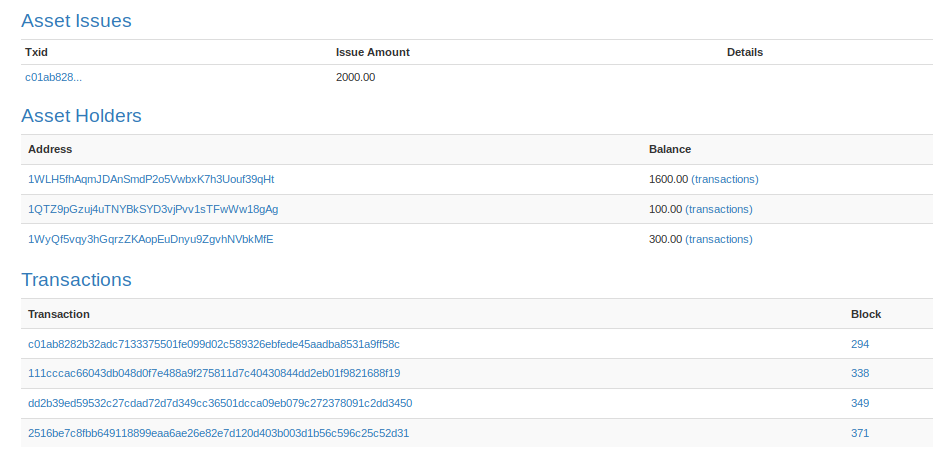 Asset Issues
Txid Issue Amount Details
c01ab828... 2000.00
Asset Holders
Address Balance
1WLH5fhAqmJDAnSmdP2o5VwbxK7h3Uouf39qHt 1600.00 (transactions)
1QTZ9pGzuj4uTNYBkSYD3vjPvv1sTFwWw18gAg 100.00 (transactions)
1WyQf5vqy3hGqrzZKAopEuDnyu9ZgvhNVbkMfE 300.00 (transactions)
Transactions
Transaction Block
c01ab8282b32adc7133375501fe099d02c589326ebfede45aadba8531a9ff58c 294
111cccac66043db048d0f7e488a9f275811d7c40430844dd2eb01f9821688f19 338
dd2b39ed59532c27cdad72d7d349cc36501dcca09eb079c272378091c2dd3450 349
2516be7c8fbb649118899eaa6ae26e82e7d120d403b003d1b56c596c25c52d31 371